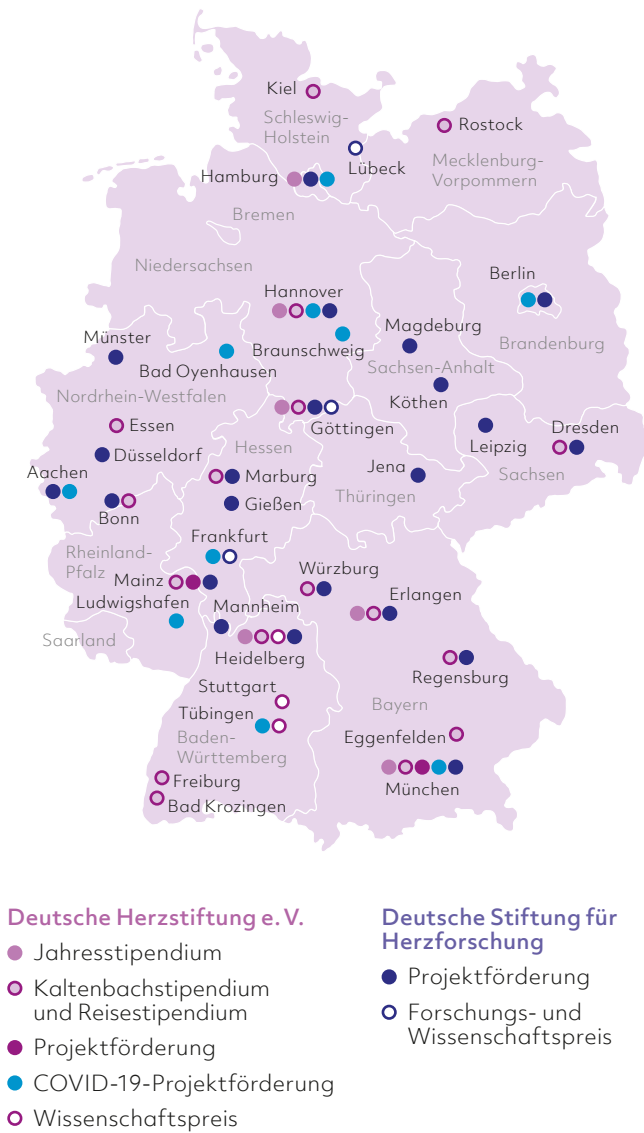 Kiel
Schleswig-
Holstein
Rostock
Lübeck
Mecklenburg-
Vorpommern
Hamburg
Bremen
Niedersachsen
Berlin
Hannover
Magdeburg
Münster
Braunschweig
Brandenburg
Bad Oyenhausen
Sachsen-Anhalt
Nordrhein-Westfalen
Köthen
Essen
Göttingen
Dresden
Hessen
Leipzig
Düsseldorf
Aachen
Marburg
Jena
Sachsen
Thüringen
Gießen
Bonn
Frankfurt
Rheinland-
Pfalz
Mainz
Würzburg
Erlangen
Ludwigshafen
Mannheim
Saarland
Heidelberg
Regensburg
Stuttgart
Bayern
Tübingen
Baden-
Württemberg
Eggenfelden
Freiburg
München
Bad Krozingen
Deutsche Herzstiftung e. V.
Jahresstipendium
Kaltenbachstipendium
und Reisestipendium
Projektförderung
COVID-19-Projektförderung
Wissenschaftspreis
Deutsche Stiftung für
Herzforschung
Projektförderung
Forschungs- und
Wissenschaftspreis